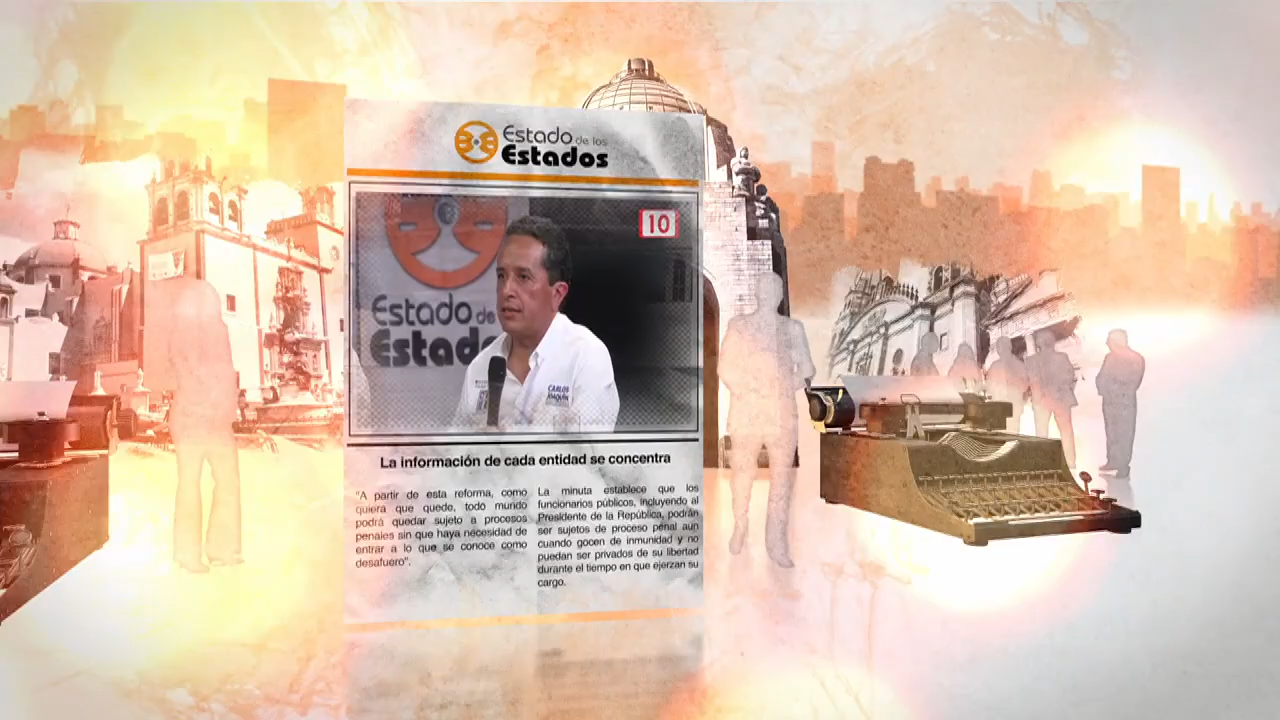 Estado de los
Estados
10
Estado de
Estado
CARLOS
JOAQUÍN
La información de cada entidad se concentra
"A partir de esta reforma, como
quiera que quede, todo mundo
podrá quedar sujeto a procesos
penales sin que haya necesidad de
entrar a lo que se conoce como
desafuero".
La minuta establece que los
funcionarios públicos, incluyendo al
Presidente de la República, podrán
ser sujetos de proceso penal aun
cuando gocen de inmunidad y no
puedan ser privados de su libertad
durante el tiempo en que ejerzan su
cargo.